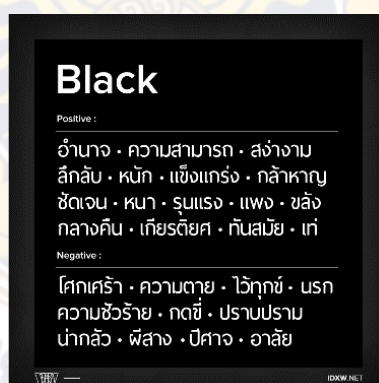 Black
Positive :
อำนาจ • ความสามารถ • สง่างาม
ลึกลับ • หนัก • แข็งแกร่ง • กล้าหาญ
ชัดเจน • หนา • รุนแรง • แพง • ขลัง
กลางคืน • เกียรติยศ • ทันสมัย • เท่
Negative :
โศกเศร้า • ความตาย • ไว้ทุกข์ • นรก
ความชั่วร้าย • กดขี่ • ปราบปราม
น่ากลัว • ผีสาง • ปีศาจ • อาลัย
IDXW.NET